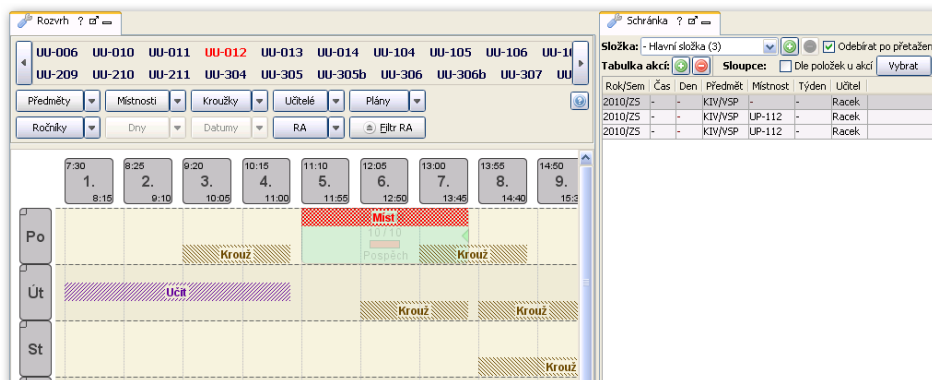 Rozvrh ?
UU-006 UU-010 UU-011 UU-012 UU-013 UU-014 UU-104 UU-105 UU-106
UU-209 UU-210 UU-211 UU-304 UU-305 UU-305b UU-306 UU-306b UU-307 UU
Předměty Místnosti Kroužky Učitelé Plány
Ročníky Dny Datumy RA Filtr RA
7:30 8:25 9:20 10:15 11:10 12:05 13:00 13:55 14:50
1. 2. 3. 4. 5. 6. 7. 8. 9.
8:15 9:10 10:05 11:00 11:55 12:50 13:45 14:40
Po
Míst
10 / 10
Pospěch
Krouž Krouž
Út
Učit
Krouž Krouž
St
Krouž
Schránka ?
Složka: - Hlavní složka (3) Odebírat po přetažen
Tabulka akcí: Sloupce: Dle položek u akcí Vybrat
Rok/Sem Čas Den Předmět Místnost Týden Učitel
2010/ZS - - KIV/VSP - - Racek
2010/ZS - - KIV/VSP UP-112 - Racek
2010/ZS - - KIV/VSP UP-112 - Racek